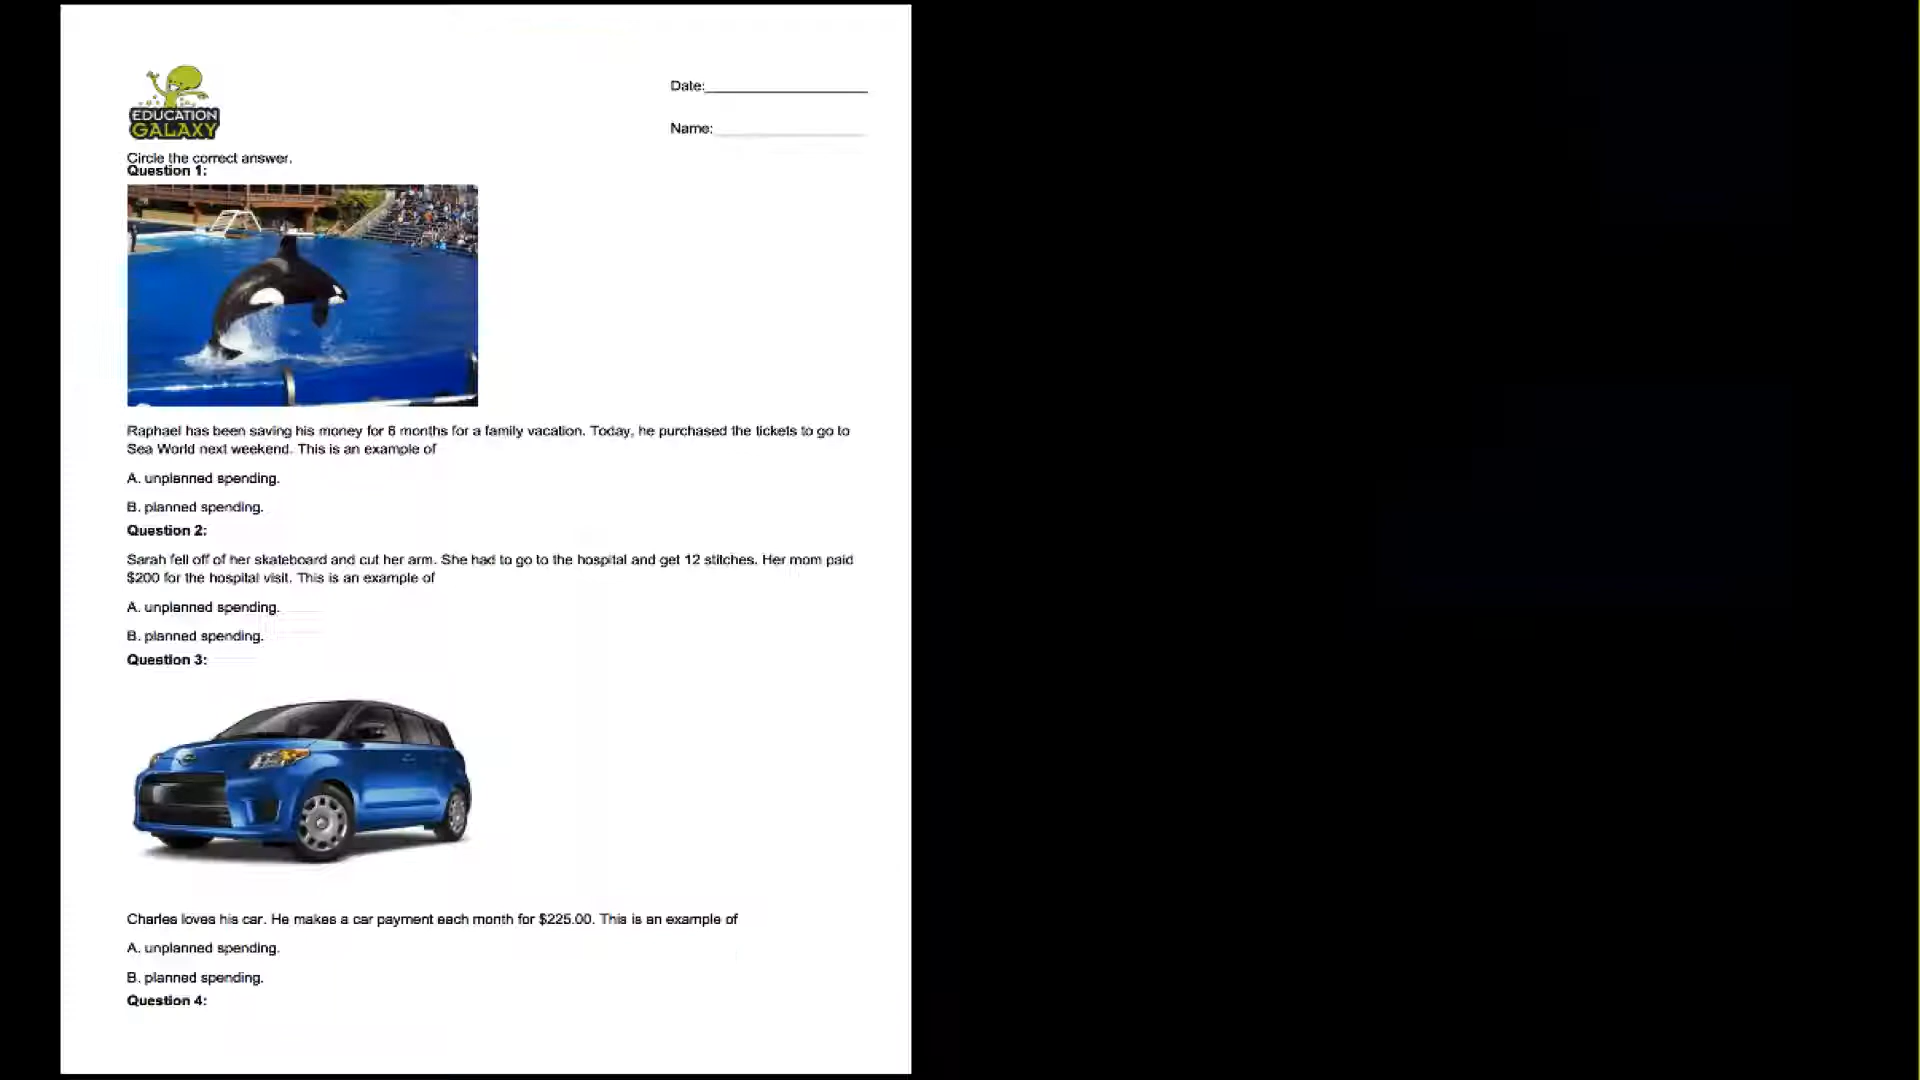 EDUCATION
GALAXY
Date:
Name:
Circle the correct answer.
Question 1:
Raphael has been saving his money for 6 months for a family vacation. Today, he purchased the tickets to go to
Sea World next weekend. This is an example of
A. unplanned spending.
B. planned spending.
Question 2:
Sarah fell off of her skateboard and cut her arm. She had to go to the hospital and get 12 stitches. Her mom paid
$200 for the hospital visit. This is an example of
A. unplanned spending.
B. planned spending.
Question 3:
Charles loves his car. He makes a car payment each month for $225.00. This is an example of
A. unplanned spending.
B. planned spending.
Question 4: